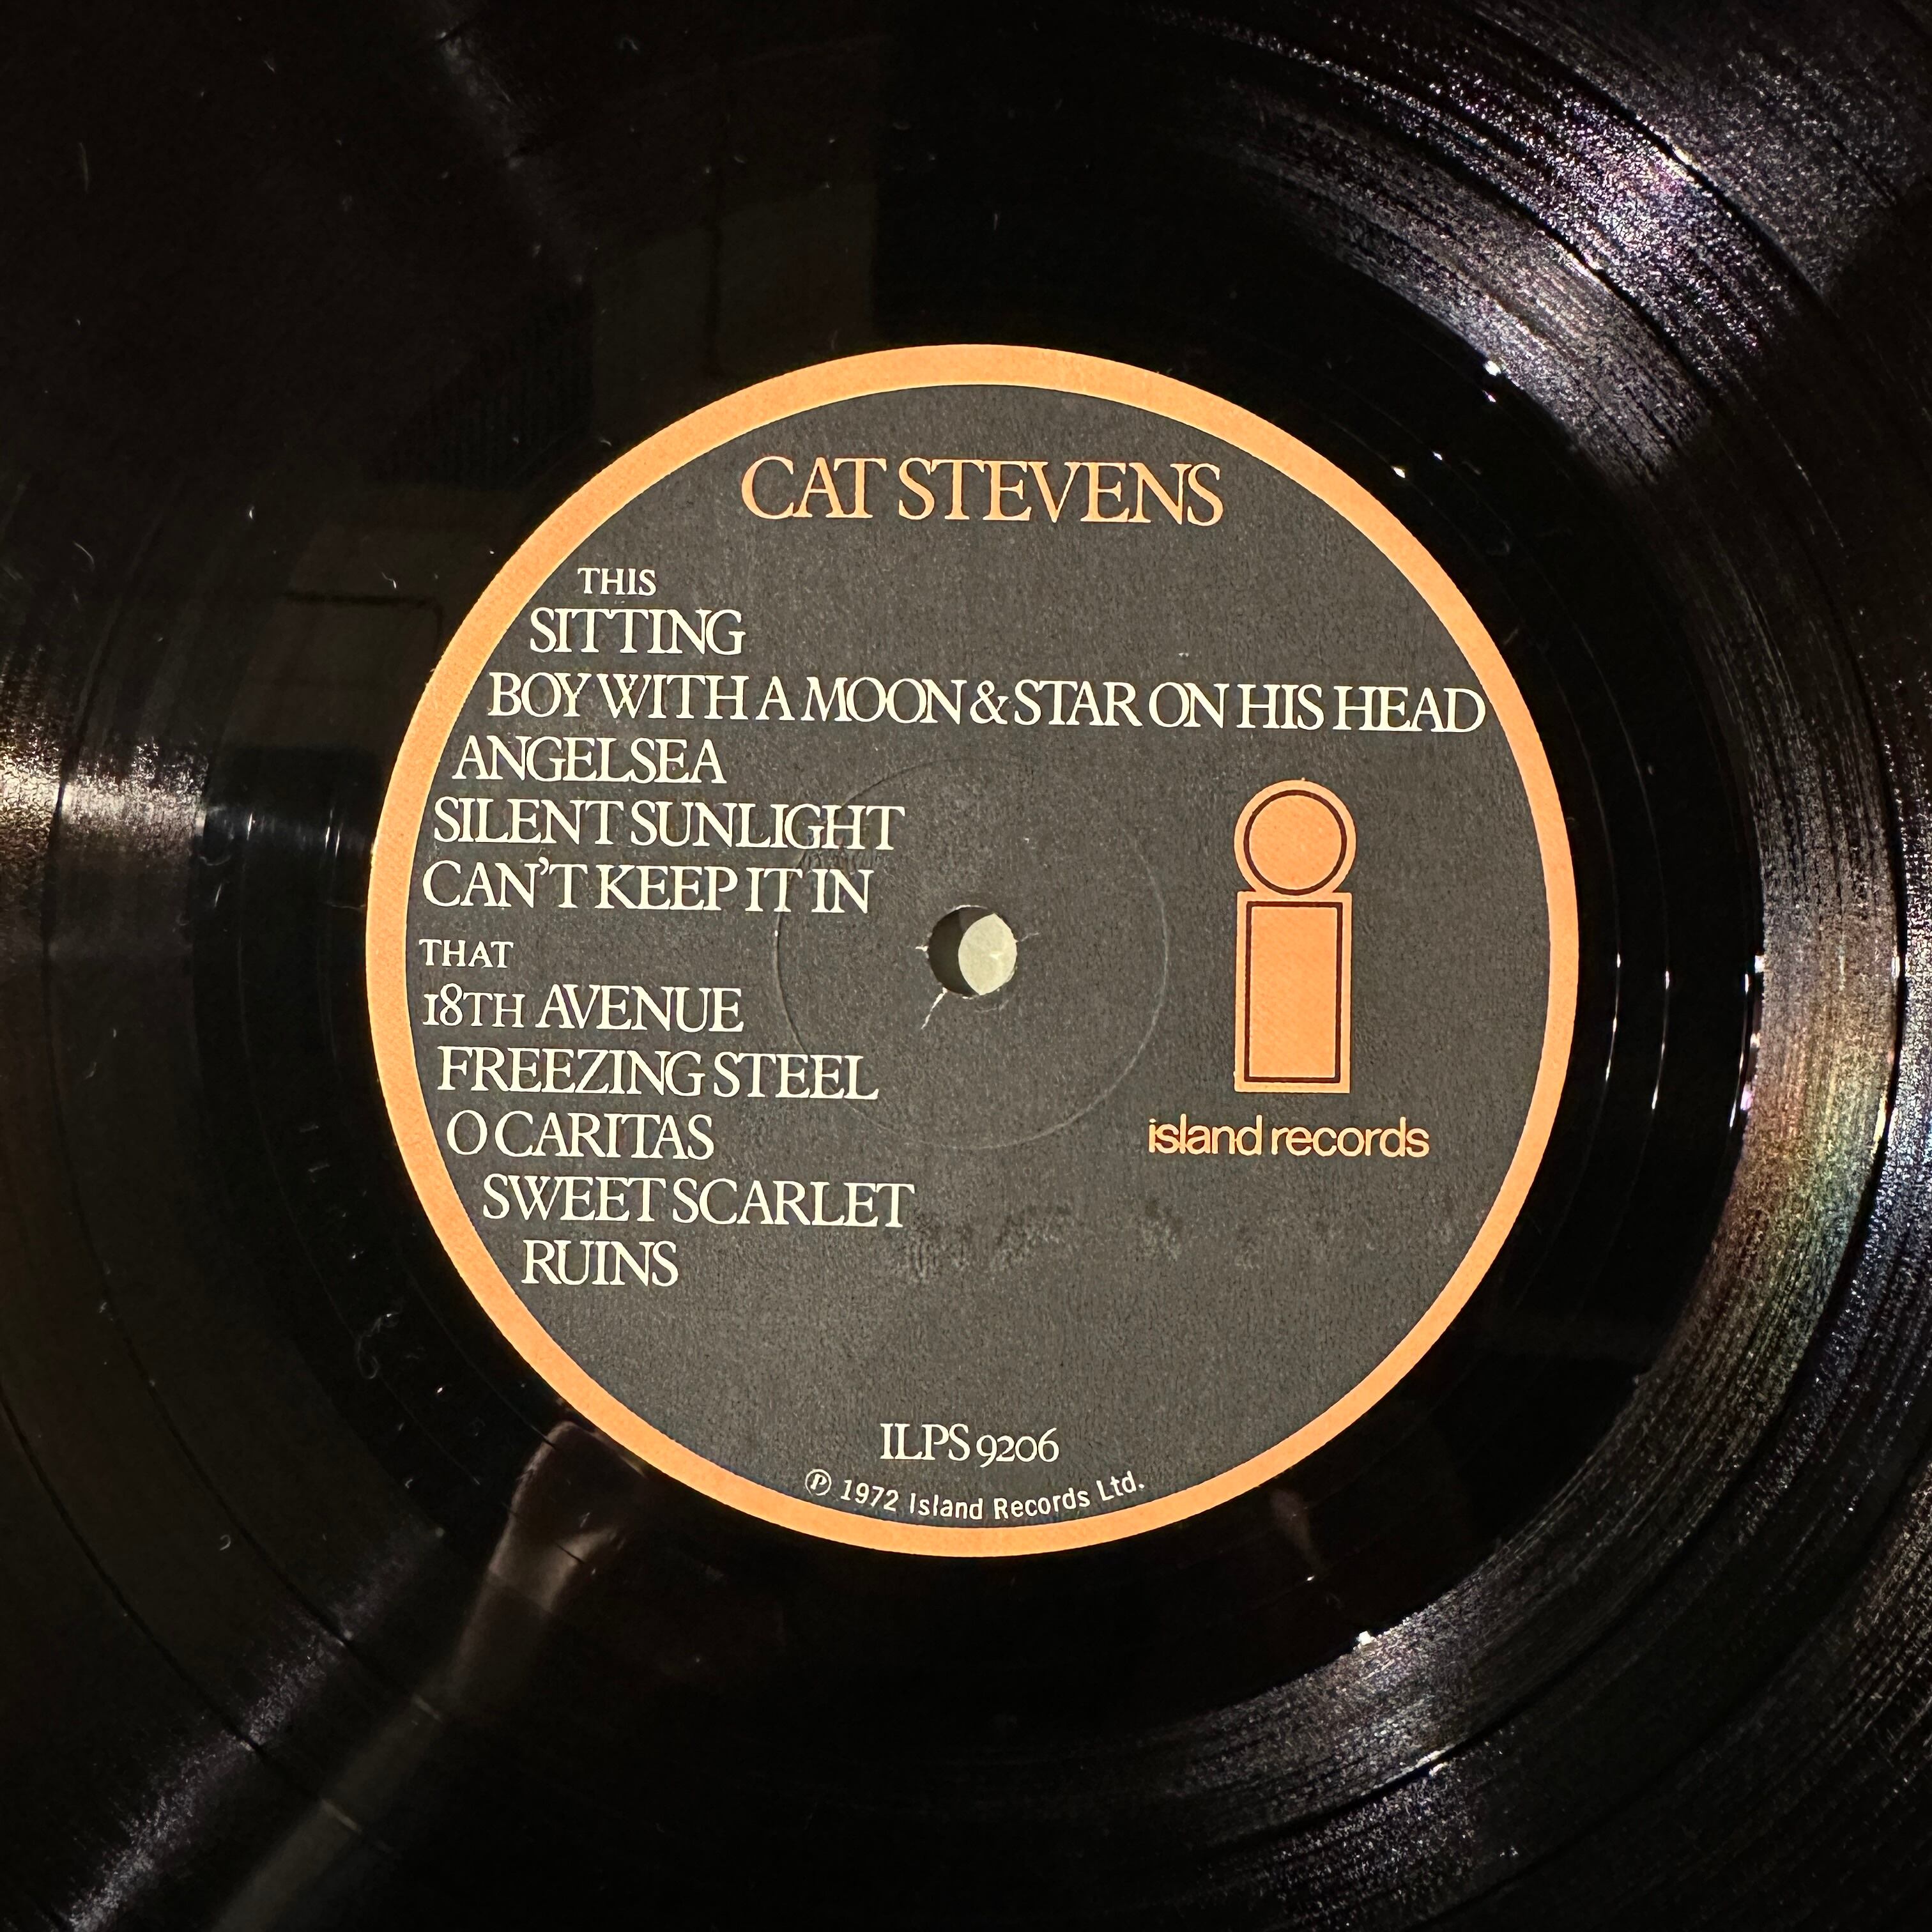 CAT STEVENS
THIS
SITTING
BOY WITH A MOON & STAR ON HIS HEAD
ANGELSEA
SILENT SUNLIGHT
CAN'T KEEP IT IN
THAT
18TH AVENUE
FREEZING STEEL
O CARITAS
SWEET SCARLET
RUINS
island records
ILPS 9206
Ⓟ 1972 Island Records Ltd.